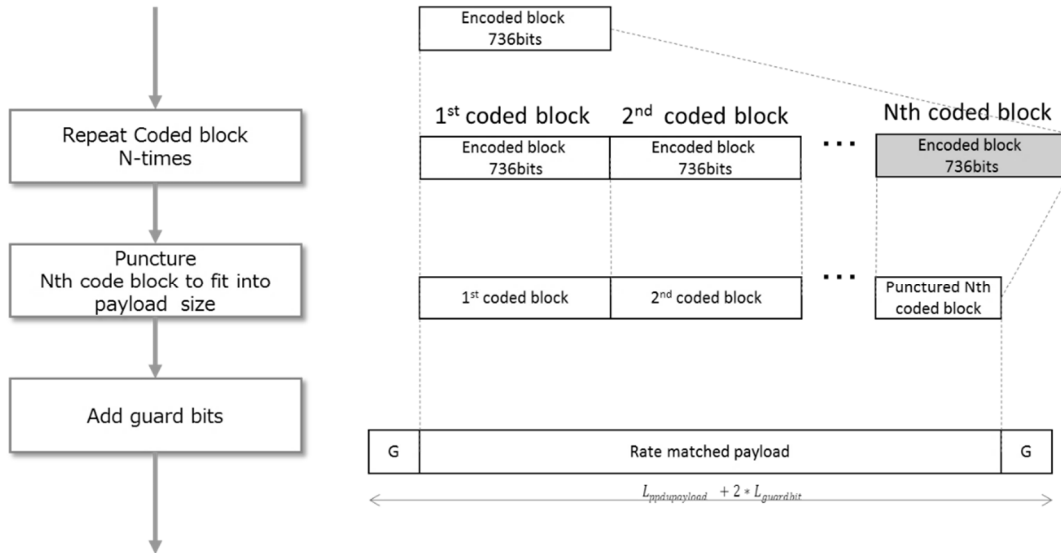 Repeat Coded block
N-times
Puncture
Nth code block to fit into
payload size
Add guard bits
Encoded block
736bits
1st coded block
2nd coded block
Nth coded block
Encoded block
736bits
Encoded block
736bits
...
Encoded block
736bits
1st coded block
2nd coded block
...
Punctured Nth
coded block
G
Rate matched payload
G
L_ppdupayload + 2 * L_guardbit